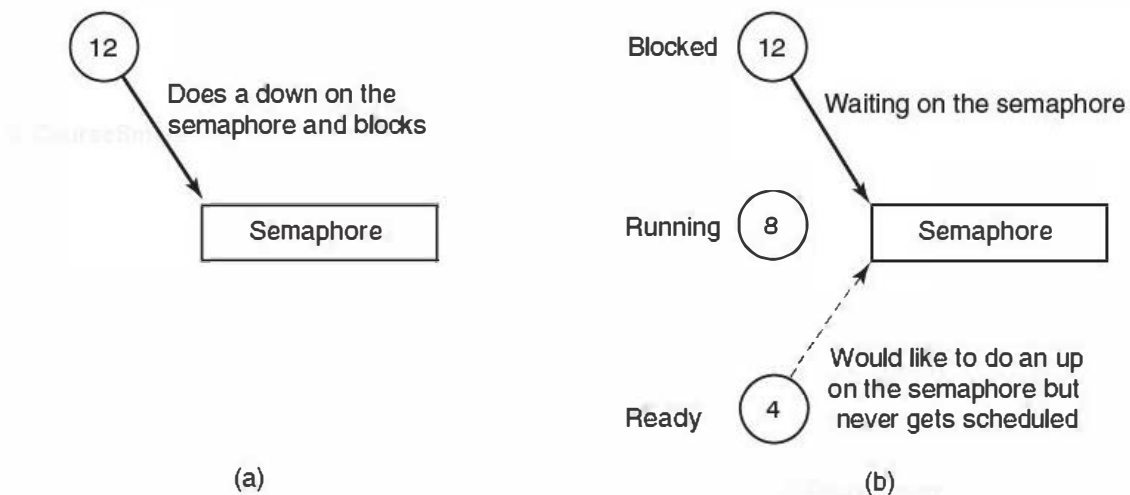 12
Does a down on the
semaphore and blocks
Semaphore
(a)
Blocked
12
Waiting on the semaphore
Running
8
Semaphore
Would like to do an up
on the semaphore but
never gets scheduled
Ready
4
(b)